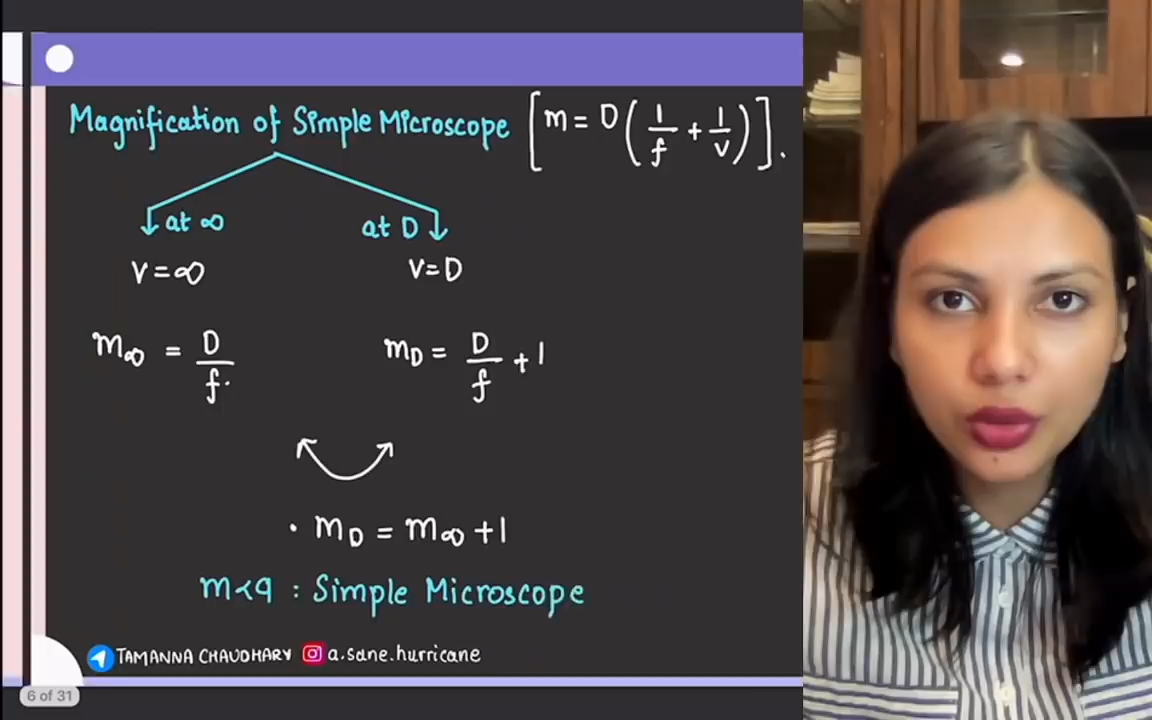 Magnification of Simple Microscope [m = D(1/f + 1/v)].
↓ at ∞ at D ↓
v = ∞ v = D
m∞ = D/f. mD = D/f + 1
• mD = m∞ + 1
m < 9 : Simple Microscope
TAMANNA CHAUDHARY a.sane.hurricane
6 of 31